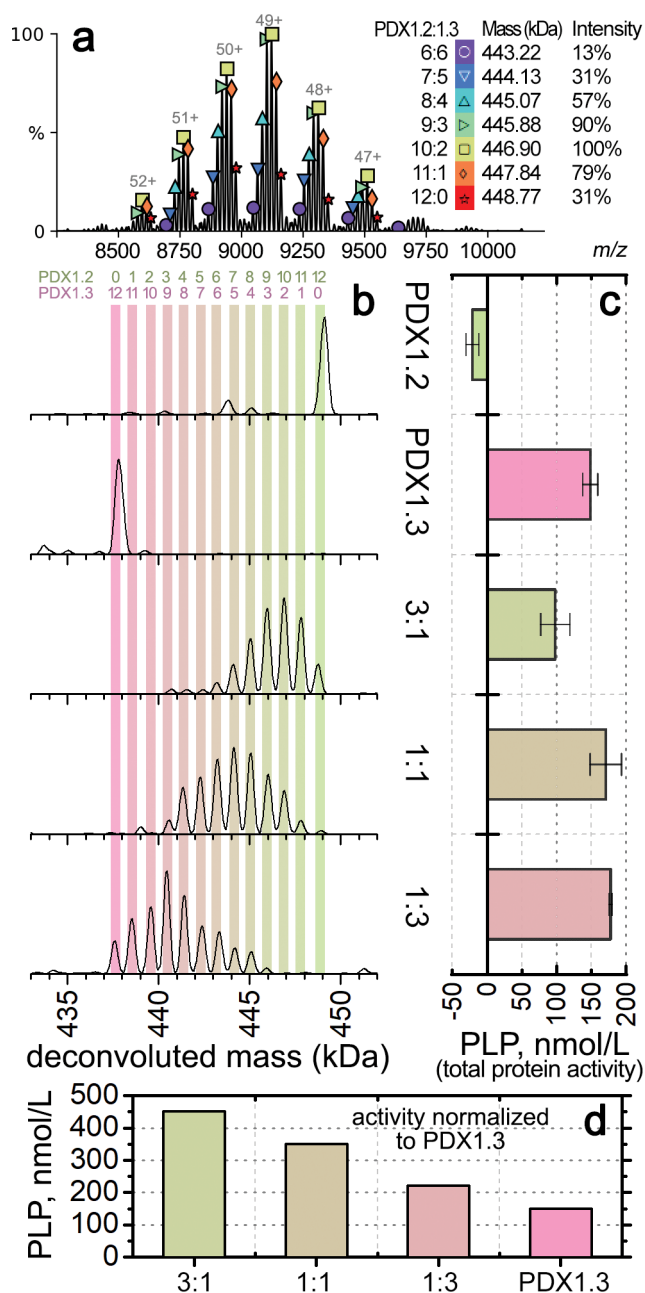 a
%
0
100
52+
51+
50+
49+
48+
47+
8500 8750 9000 9250 9500 9750 10000
m/z
PDX1.2:1.3 Mass (kDa) Intensity
6:6 443.22 13%
7:5 444.13 31%
8:4 445.07 57%
9:3 445.88 90%
10:2 446.90 100%
11:1 447.84 79%
12:0 448.77 31%
PDX1.2 0 1 2 3 4 5 6 7 8 9 10 11 12
PDX1.3 12 11 10 9 8 7 6 5 4 3 2 1 0
b
435 440 445 450
deconvoluted mass (kDa)
c
PDX1.2
PDX1.3
3:1
1:1
1:3
-50 0 50 100 150 200
PLP, nmol/L
(total protein activity)
d
activity normalized
to PDX1.3
PLP, nmol/L
500
400
300
200
100
0
3:1 1:1 1:3 PDX1.3